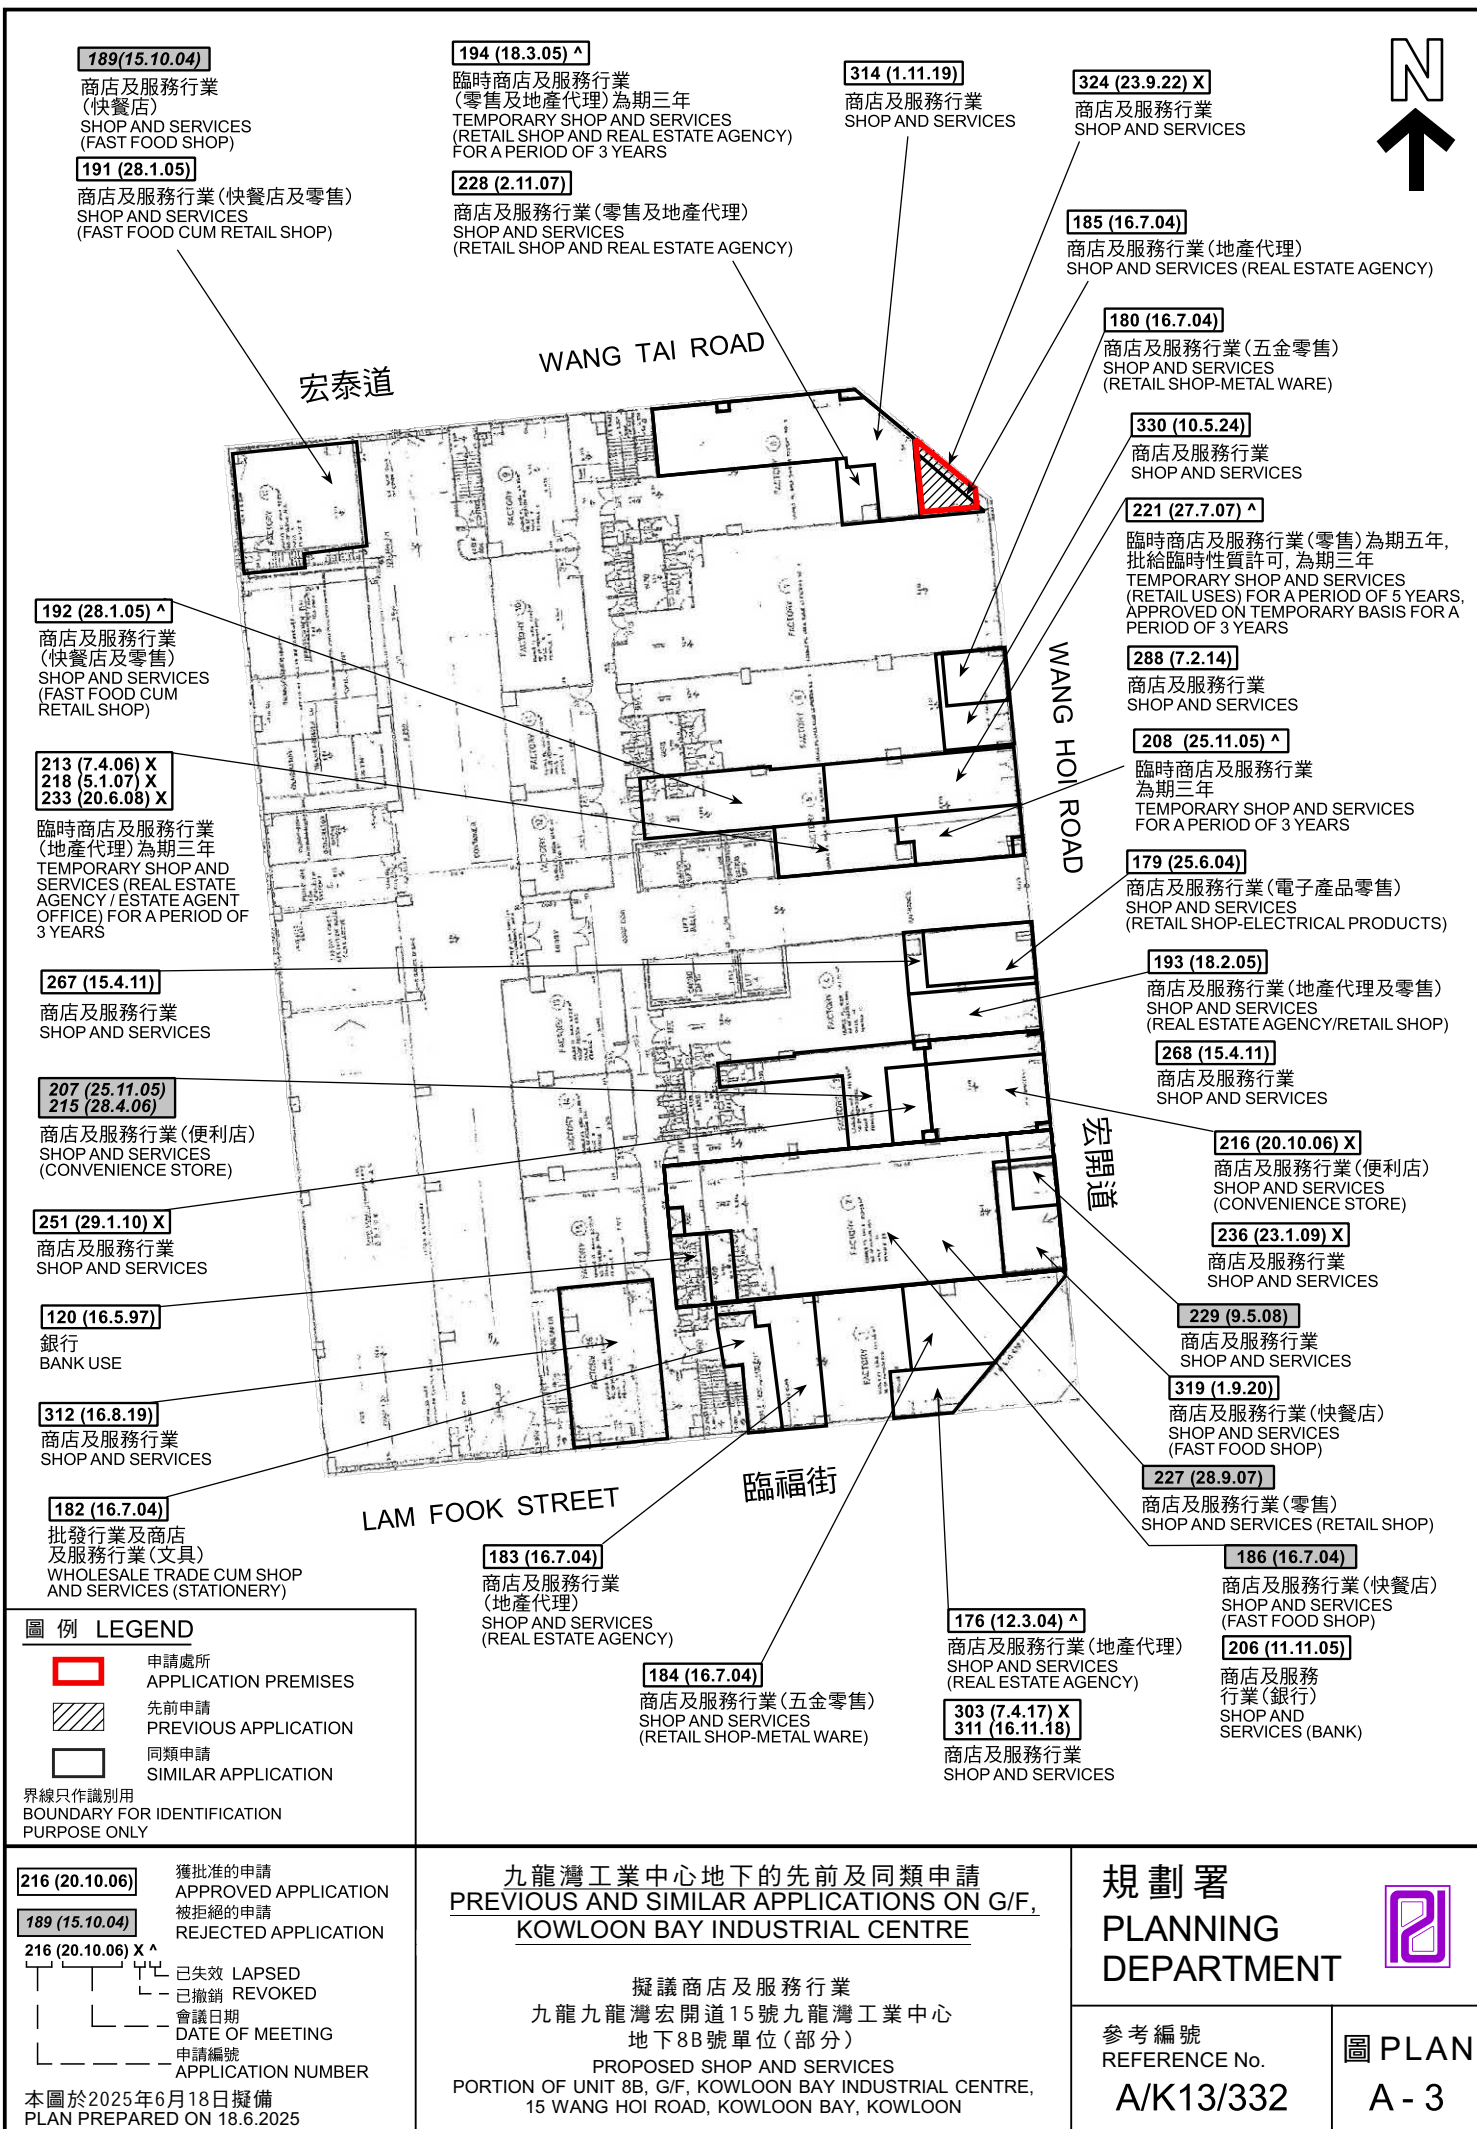 189(15.10.04)
商店及服務行業
(快餐店)
SHOP AND SERVICES
(FAST FOOD SHOP)
191 (28.1.05)
商店及服務行業(快餐店及零售)
SHOP AND SERVICES
(FAST FOOD CUM RETAIL SHOP)
194 (18.3.05) ^
臨時商店及服務行業
(零售及地產代理)為期三年
TEMPORARY SHOP AND SERVICES
(RETAIL SHOP AND REAL ESTATE AGENCY)
FOR A PERIOD OF 3 YEARS
228 (2.11.07)
商店及服務行業(零售及地產代理)
SHOP AND SERVICES
(RETAIL SHOP AND REAL ESTATE AGENCY)
314 (1.11.19)
商店及服務行業
SHOP AND SERVICES
324 (23.9.22) X
商店及服務行業
SHOP AND SERVICES
N
185 (16.7.04)
商店及服務行業(地產代理)
SHOP AND SERVICES (REAL ESTATE AGENCY)
180 (16.7.04)
商店及服務行業(五金零售)
SHOP AND SERVICES
(RETAIL SHOP-METAL WARE)
330 (10.5.24)
商店及服務行業
SHOP AND SERVICES
221 (27.7.07) ^
臨時商店及服務行業(零售)為期五年,
批給臨時性質許可, 為期三年
TEMPORARY SHOP AND SERVICES
(RETAIL USES) FOR A PERIOD OF 5 YEARS,
APPROVED ON TEMPORARY BASIS FOR A
PERIOD OF 3 YEARS
288 (7.2.14)
商店及服務行業
SHOP AND SERVICES
208 (25.11.05) ^
臨時商店及服務行業
為期三年
TEMPORARY SHOP AND SERVICES
FOR A PERIOD OF 3 YEARS
179 (25.6.04)
商店及服務行業(電子產品零售)
SHOP AND SERVICES
(RETAIL SHOP-ELECTRICAL PRODUCTS)
193 (18.2.05)
商店及服務行業(地產代理及零售)
SHOP AND SERVICES
(REAL ESTATE AGENCY/RETAIL SHOP)
268 (15.4.11)
商店及服務行業
SHOP AND SERVICES
216 (20.10.06) X
商店及服務行業(便利店)
SHOP AND SERVICES
(CONVENIENCE STORE)
236 (23.1.09) X
商店及服務行業
SHOP AND SERVICES
229 (9.5.08)
商店及服務行業
SHOP AND SERVICES
319 (1.9.20)
商店及服務行業(快餐店)
SHOP AND SERVICES
(FAST FOOD SHOP)
227 (28.9.07)
商店及服務行業(零售)
SHOP AND SERVICES (RETAIL SHOP)
186 (16.7.04)
商店及服務行業(快餐店)
SHOP AND SERVICES
(FAST FOOD SHOP)
206 (11.11.05)
商店及服務
行業(銀行)
SHOP AND
SERVICES (BANK)
宏泰道
WANG TAI ROAD
WANG HOI ROAD
宏開道
LAM FOOK STREET
臨福街
192 (28.1.05) ^
商店及服務行業
(快餐店及零售)
SHOP AND SERVICES
(FAST FOOD CUM
RETAIL SHOP)
213 (7.4.06) X
218 (5.1.07) X
233 (20.6.08) X
臨時商店及服務行業
(地產代理)為期三年
TEMPORARY SHOP AND
SERVICES (REAL ESTATE
AGENCY / ESTATE AGENT
OFFICE) FOR A PERIOD OF
3 YEARS
267 (15.4.11)
商店及服務行業
SHOP AND SERVICES
207 (25.11.05)
215 (28.4.06)
商店及服務行業(便利店)
SHOP AND SERVICES
(CONVENIENCE STORE)
251 (29.1.10) X
商店及服務行業
SHOP AND SERVICES
120 (16.5.97)
銀行
BANK USE
312 (16.8.19)
商店及服務行業
SHOP AND SERVICES
182 (16.7.04)
批發行業及商店
及服務行業(文具)
WHOLESALE TRADE CUM SHOP
AND SERVICES (STATIONERY)
183 (16.7.04)
商店及服務行業
(地產代理)
SHOP AND SERVICES
(REAL ESTATE AGENCY)
184 (16.7.04)
商店及服務行業(五金零售)
SHOP AND SERVICES
(RETAIL SHOP-METAL WARE)
176 (12.3.04) ^
商店及服務行業(地產代理)
SHOP AND SERVICES
(REAL ESTATE AGENCY)
303 (7.4.17) X
311 (16.11.18)
商店及服務行業
SHOP AND SERVICES
圖例 LEGEND
申請處所
APPLICATION PREMISES
先前申請
PREVIOUS APPLICATION
同類申請
SIMILAR APPLICATION
界線只作識別用
BOUNDARY FOR IDENTIFICATION
PURPOSE ONLY
216 (20.10.06)
獲批准的申請
APPROVED APPLICATION
189 (15.10.04)
被拒絕的申請
REJECTED APPLICATION
216 (20.10.06) X ^
已失效 LAPSED
已撤銷 REVOKED
會議日期
DATE OF MEETING
申請編號
APPLICATION NUMBER
本圖於2025年6月18日擬備
PLAN PREPARED ON 18.6.2025
九龍灣工業中心地下的先前及同類申請
PREVIOUS AND SIMILAR APPLICATIONS ON G/F,
KOWLOON BAY INDUSTRIAL CENTRE
擬議商店及服務行業
九龍九龍灣宏開道15號九龍灣工業中心
地下8B號單位(部分)
PROPOSED SHOP AND SERVICES
PORTION OF UNIT 8B, G/F, KOWLOON BAY INDUSTRIAL CENTRE,
15 WANG HOI ROAD, KOWLOON BAY, KOWLOON
規劃署
PLANNING
DEPARTMENT
參考編號
REFERENCE No.
A/K13/332
圖 PLAN
A - 3